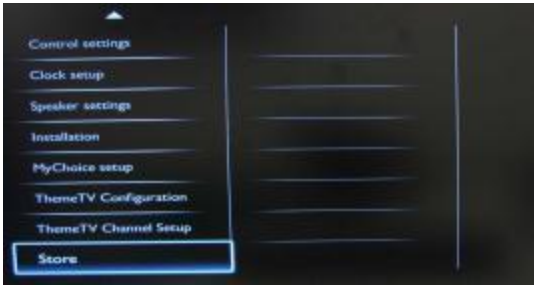 Control settings
Clock setup
Speaker settings
Installation
MyChoice setup
ThemeTV Configuration
ThemeTV Channel Setup
Store